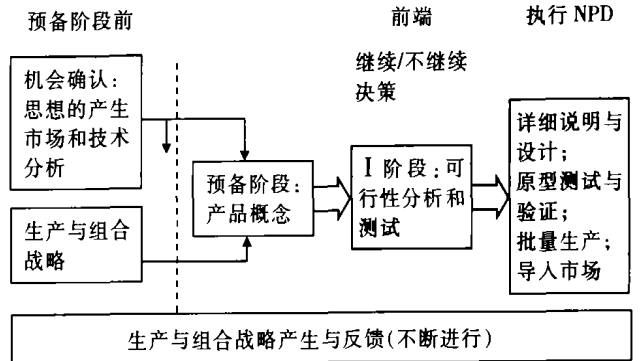 预备阶段前
前端
执行 NPD
继续/不继续
决策
机会确认：
思想的产生
市场和技术
分析
生产与组合
战略
预备阶段：
产品概念
Ⅰ 阶段：可
行性分析和
测试
详细说明与
设计；
原型测试与
验证；
批量生产；
导入市场
生产与组合战略产生与反馈(不断进行)